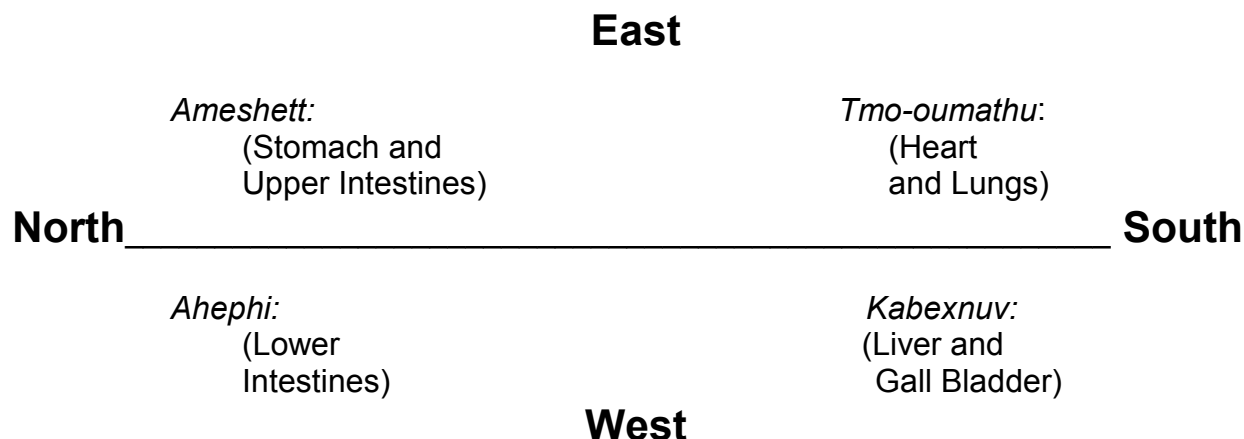 East
Ameshett: Tmo-oumathu:
(Stomach and (Heart
Upper Intestines) and Lungs)
North________________________________________________ South
Ahephi: Kabexnuv:
(Lower (Liver and
Intestines) Gall Bladder)
West